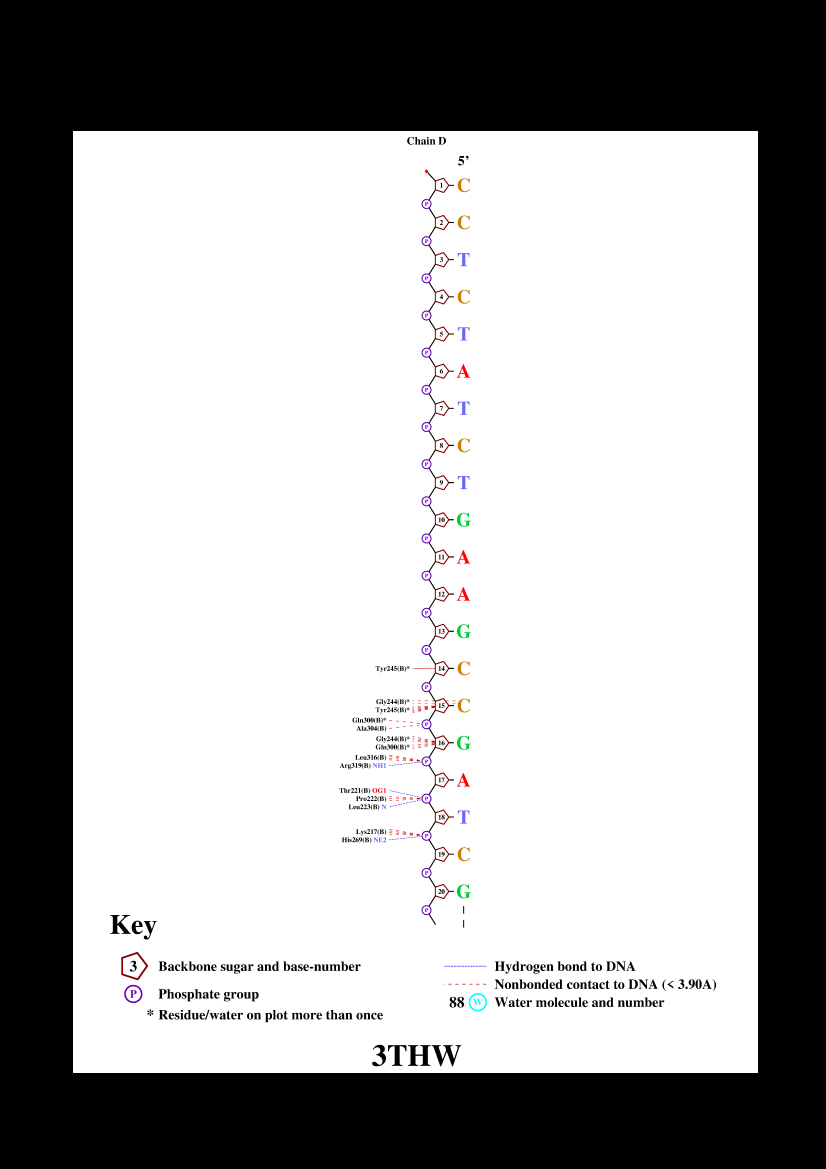 Chain D
5’
1 C
P
2 C
P
3 T
P
4 C
P
5 T
P
6 A
P
7 T
P
8 C
P
9 T
P
10 G
P
11 A
P
12 A
P
13 G
P
Tyr245(B)* 14 C
P
Gly244(B)*
Tyr245(B)* 15 C
Gln300(B)* P
Ala304(B)
Gly244(B)* 16 G
Gln300(B)*
Leu316(B) P
Arg319(B) NH1
17 A
Thr221(B) OG1
Pro222(B) P
Leu223(B) N
18 T
Lys217(B) P
His269(B) NE2
19 C
P
20 G
P
Key
3 Backbone sugar and base-number
P Phosphate group
* Residue/water on plot more than once
Hydrogen bond to DNA
Nonbonded contact to DNA (< 3.90A)
88 W Water molecule and number
3THW